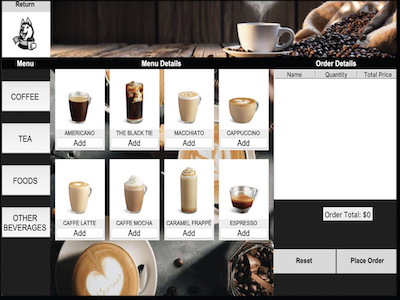 Return
Menu
Menu Details
Order Details
Name Quantity Total Price
COFFEE
TEA
FOODS
OTHER
BEVERAGES
AMERICANO THE BLACK TIE MACCHIATO CAPPUCCINO
Add Add Add Add
CAFFE LATTE CAFFE MOCHA CARAMEL FRAPPÉ ESPRESSO
Add Add Add Add
Order Total: $0
Reset Place Order